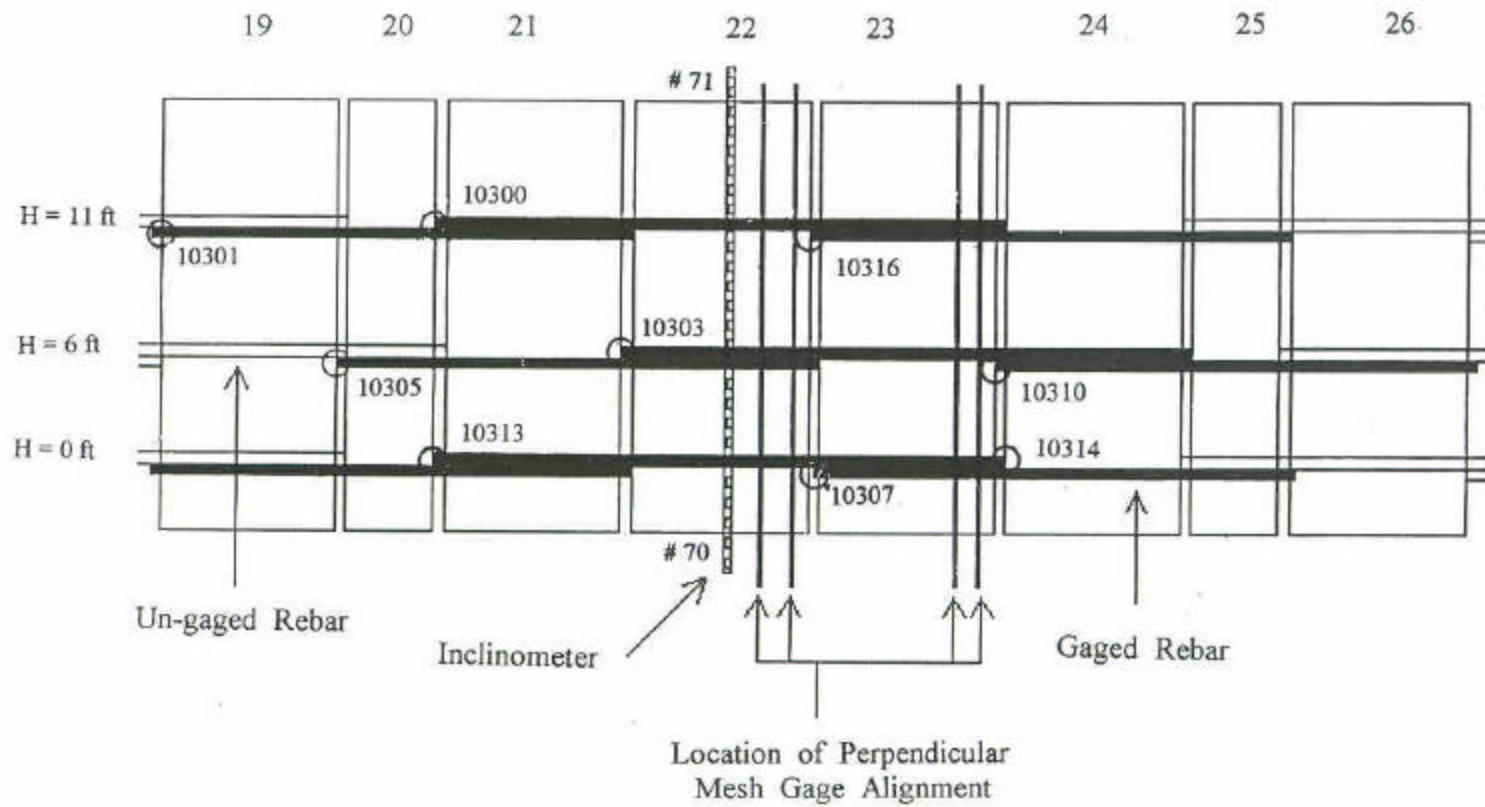 19 20 21 22 23 24 25 26
# 71
10300
H = 11 ft
10301
10316
10303
H = 6 ft
10305
10310
10313
10314
H = 0 ft
10307
# 70
Un-gaged Rebar
Inclinometer
Gaged Rebar
Location of Perpendicular
Mesh Gage Alignment